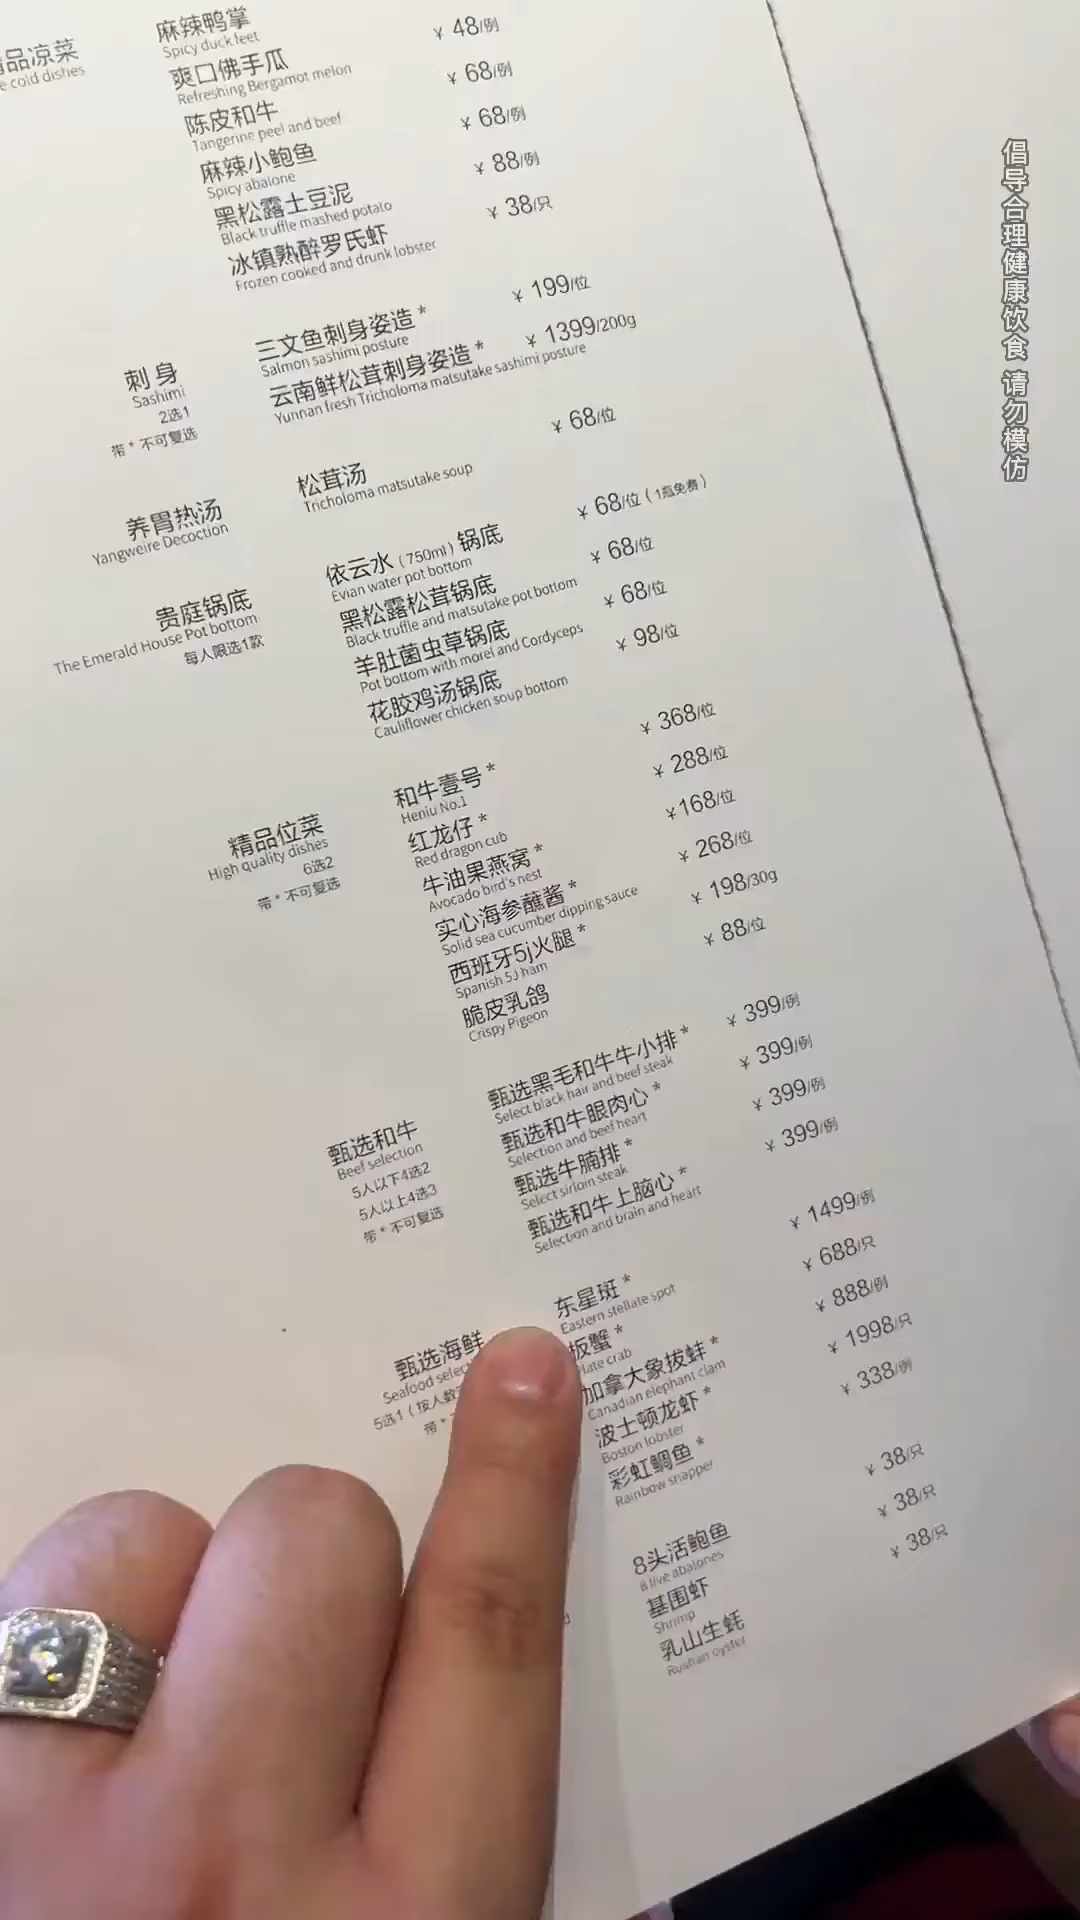 品凉菜
e cold dishes
麻辣鸭掌
Spicy duck feet
¥ 48/例
爽口佛手瓜
Refreshing Bergamot melon
¥ 68/例
陈皮和牛
Tangerine peel and beef
¥ 68/例
麻辣小鲍鱼
Spicy abalone
¥ 88/例
黑松露土豆泥
Black truffle mashed potato
¥ 38/只
冰镇熟醉罗氏虾
Frozen cooked and drunk lobster
刺身
Sashimi
2选1
带 * 不可复选
三文鱼刺身姿造 *
Salmon sashimi posture
¥ 199/位
云南鲜松茸刺身姿造 *
Yunnan fresh Tricholoma matsutake sashimi posture
¥ 1399/200g
养胃热汤
Yangweire Decoction
松茸汤
Tricholoma matsutake soup
¥ 68/位
贵庭锅底
The Emerald House Pot bottom
每人限选1款
依云水（750ml）锅底
Evian water pot bottom
¥ 68/位（1瓶免费）
黑松露松茸锅底
Black truffle and matsutake pot bottom
¥ 68/位
羊肚菌虫草锅底
Pot bottom with morel and Cordyceps
¥ 68/位
花胶鸡汤锅底
Cauliflower chicken soup bottom
¥ 98/位
精品位菜
High quality dishes
6选2
带 * 不可复选
和牛壹号 *
Heniu No.1
¥ 368/位
红龙仔 *
Red dragon cub
¥ 288/位
牛油果燕窝 *
Avocado bird's nest
¥168/位
实心海参蘸酱 *
Solid sea cucumber dipping sauce
¥ 268/位
西班牙5j火腿 *
Spanish 5J ham
¥ 198/30g
脆皮乳鸽
Crispy Pigeon
¥ 88/位
甄选和牛
Beef selection
5人以下4选2
5人以上4选3
带 * 不可复选
甄选黑毛和牛牛小排 *
Select black hair and beef steak
¥ 399/例
甄选和牛眼肉心 *
Selection and beef heart
¥ 399/例
甄选牛腩排 *
Select sirloin steak
¥ 399/例
甄选和牛上脑心 *
Selection and brain and heart
¥ 399/例
甄选海鲜
Seafood selec
5选1（按人数
带 *
东星斑 *
Eastern stellate spot
¥ 1499/例
板蟹 *
late crab
¥ 688/只
加拿大象拔蚌 *
Canadian elephant clam
¥ 888/例
波士顿龙虾 *
Boston lobster
¥ 1998/只
彩虹鲷鱼 *
Rainbow snapper
¥ 338/例
8头活鲍鱼
8 live abalones
¥ 38/只
基围虾
Shrimp
¥ 38/只
乳山生蚝
Rushan oyster
¥ 38/只
倡导合理健康饮食 请勿模仿